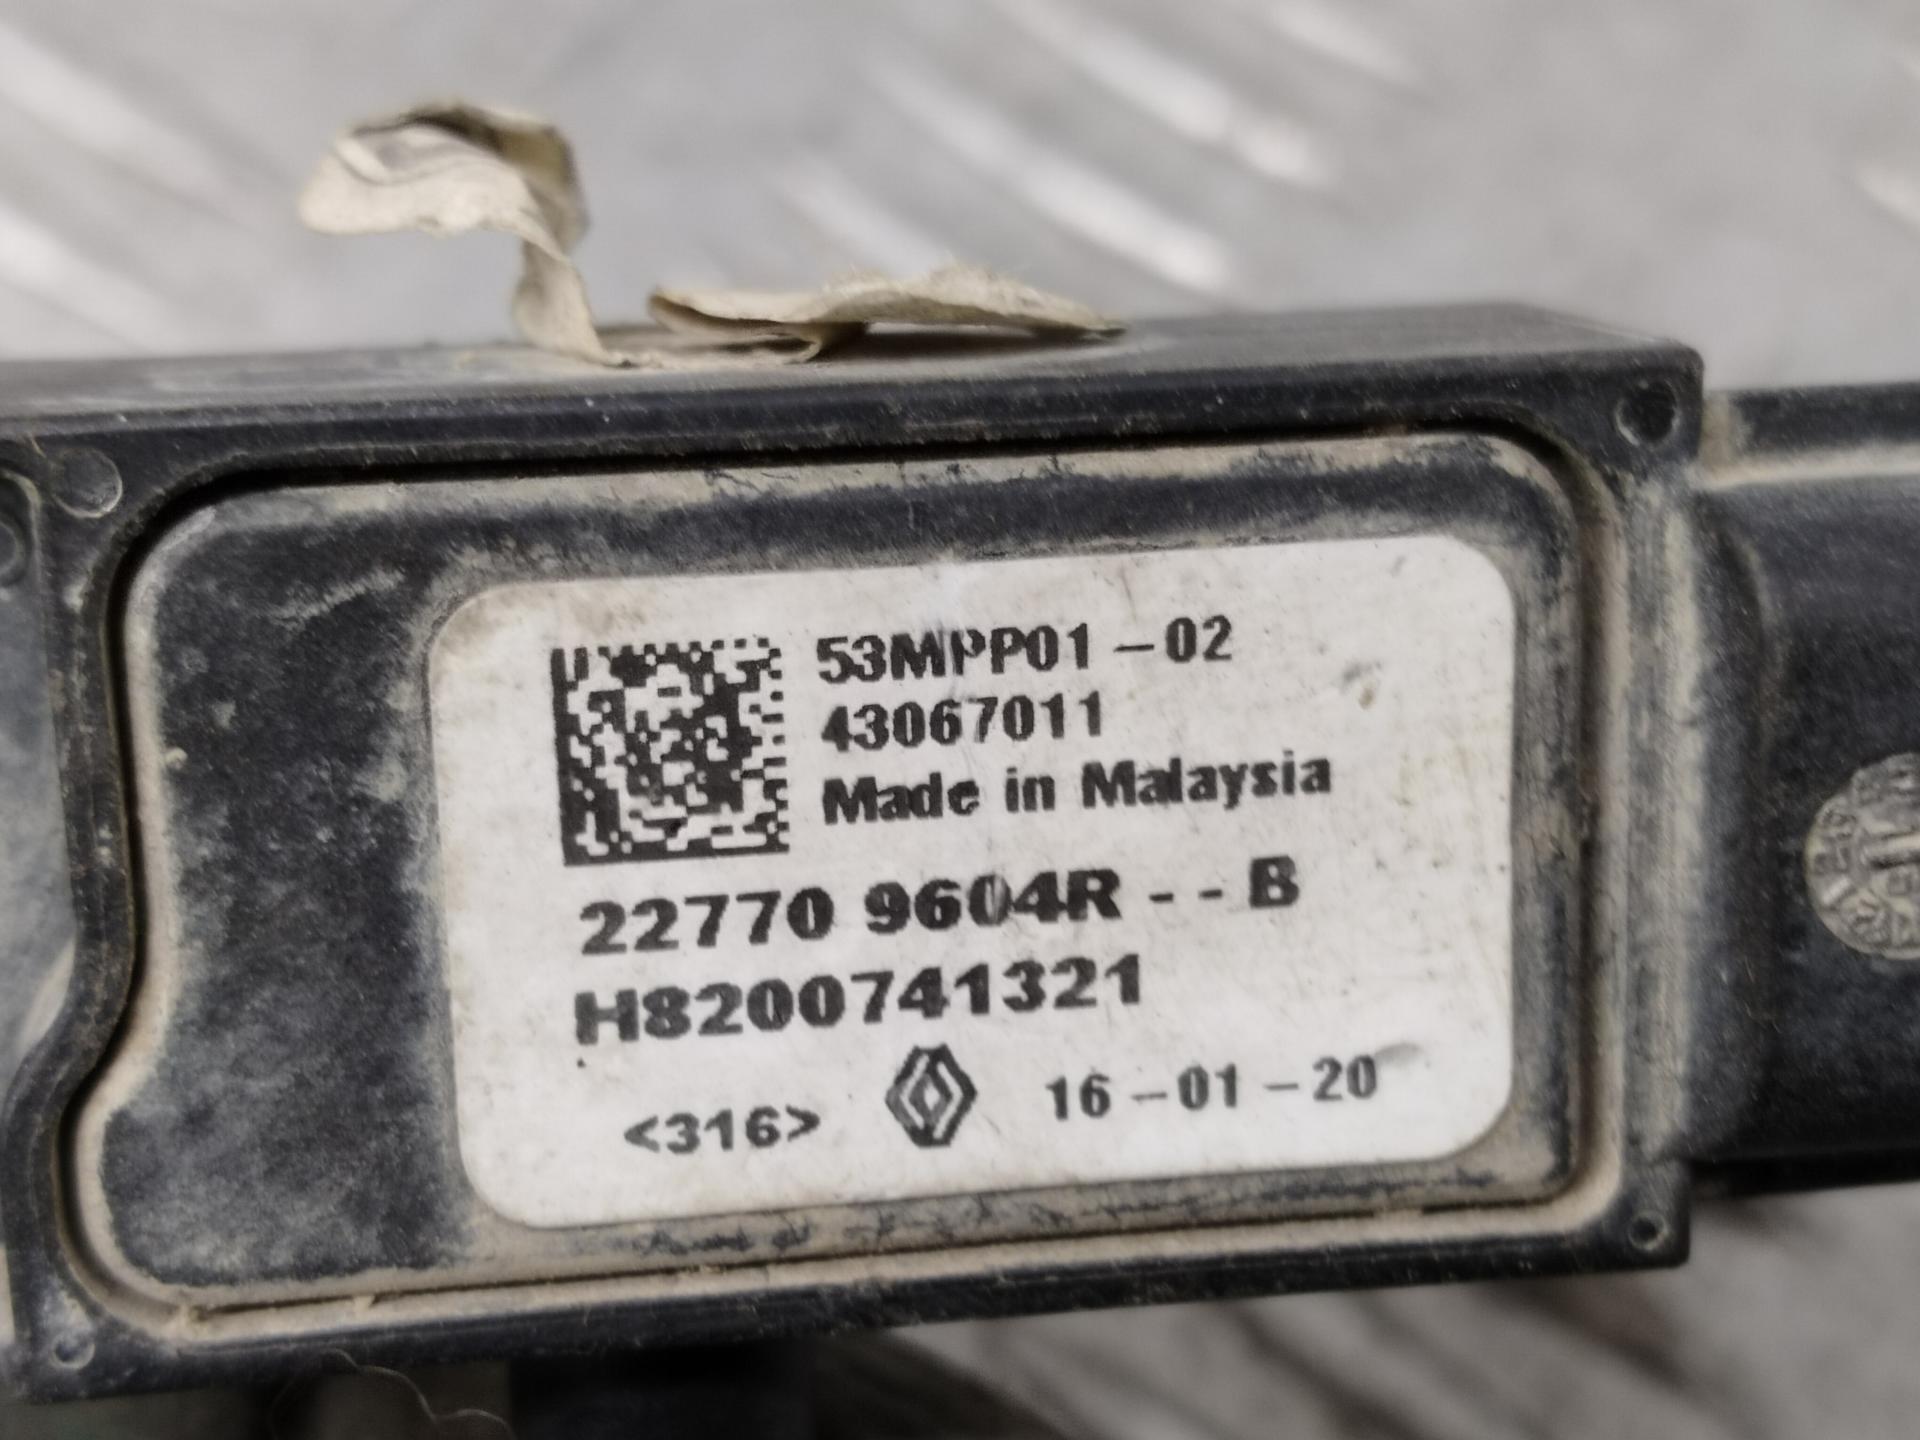 53MPP01-02
43067011
Made in Malaysia
22770 9604R--B
H8200741321
<316> 16-01-20